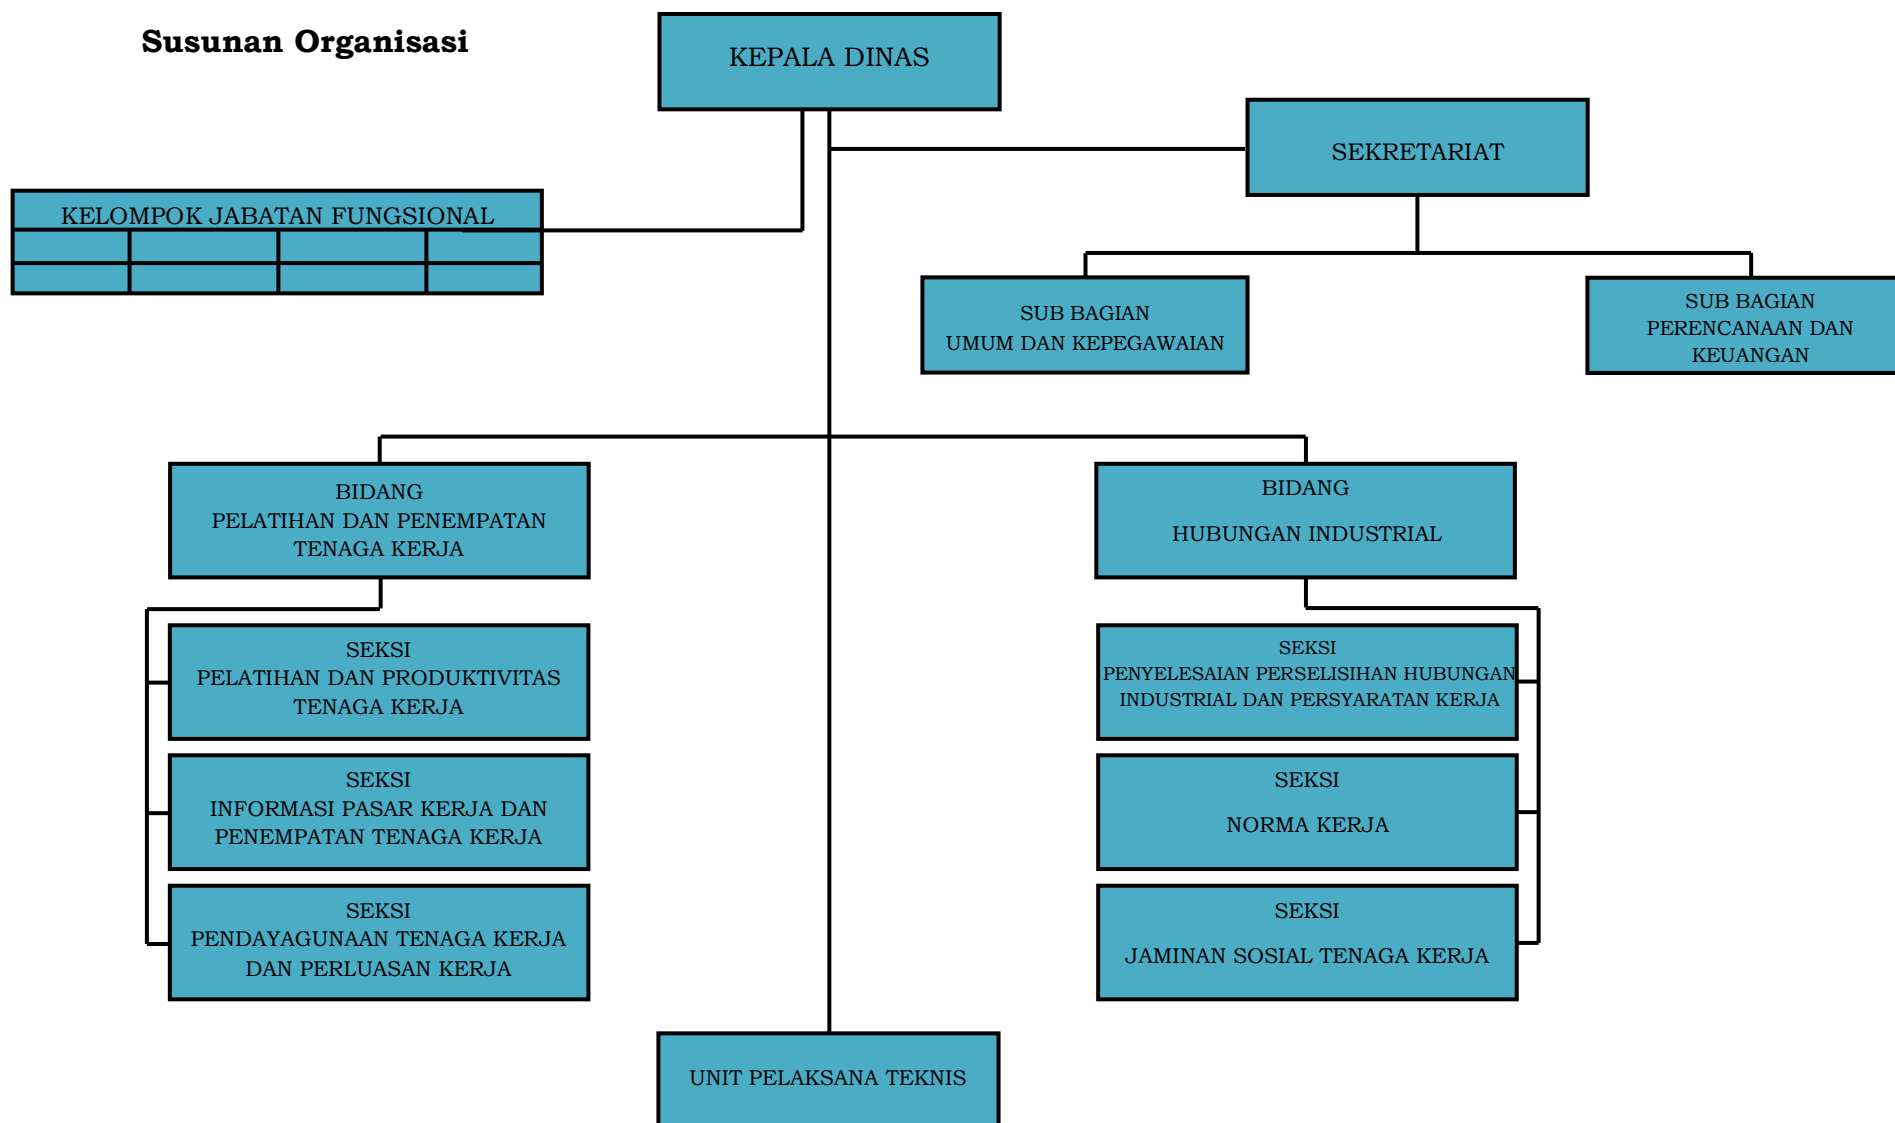 Susunan Organisasi
KEPALA DINAS
SEKRETARIAT
KELOMPOK JABATAN FUNGSIONAL
SUB BAGIAN
UMUM DAN KEPEGAWAIAN
SUB BAGIAN
PERENCANAAN DAN
KEUANGAN
BIDANG
PELATIHAN DAN PENEMPATAN
TENAGA KERJA
BIDANG
HUBUNGAN INDUSTRIAL
SEKSI
PELATIHAN DAN PRODUKTIVITAS
TENAGA KERJA
SEKSI
INFORMASI PASAR KERJA DAN
PENEMPATAN TENAGA KERJA
SEKSI
PENDAYAGUNAAN TENAGA KERJA
DAN PERLUASAN KERJA
SEKSI
PENYELESAIAN PERSELISIHAN HUBUNGAN
INDUSTRIAL DAN PERSYARATAN KERJA
SEKSI
NORMA KERJA
SEKSI
JAMINAN SOSIAL TENAGA KERJA
UNIT PELAKSANA TEKNIS